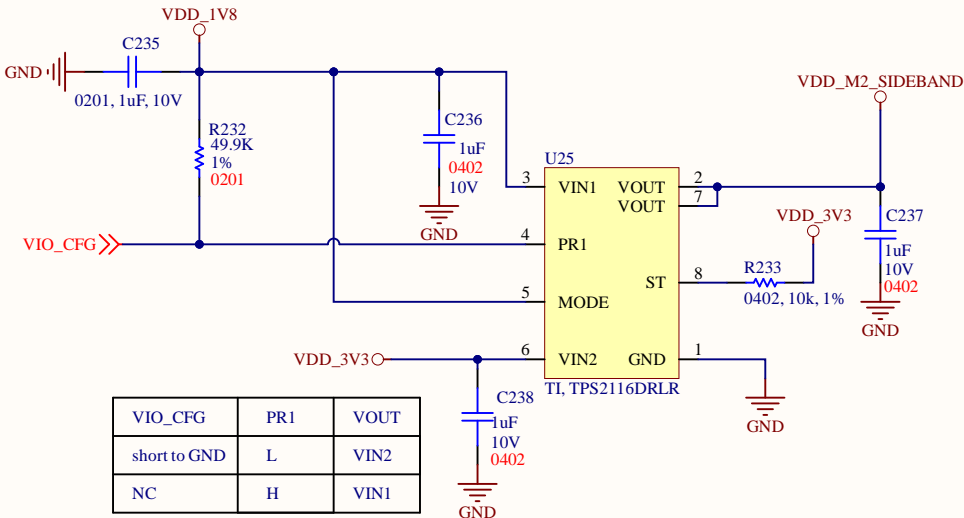 VDD_1V8
C235
GND
0201, 1uF, 10V
R232
49.9K
1%
0201
C236
1uF
0402
10V
GND
VDD_M2_SIDEBAND
U25
3 VIN1 VOUT 2
VOUT 7
VIO_CFG
4 PR1
VDD_3V3
C237
1uF
10V
0402
GND
ST 8
R233
0402, 10k, 1%
5 MODE
VDD_3V3
6 VIN2 GND 1
TI, TPS2116DRLR
GND
C238
1uF
10V
0402
GND
VIO_CFG PR1 VOUT
short to GND L VIN2
NC H VIN1